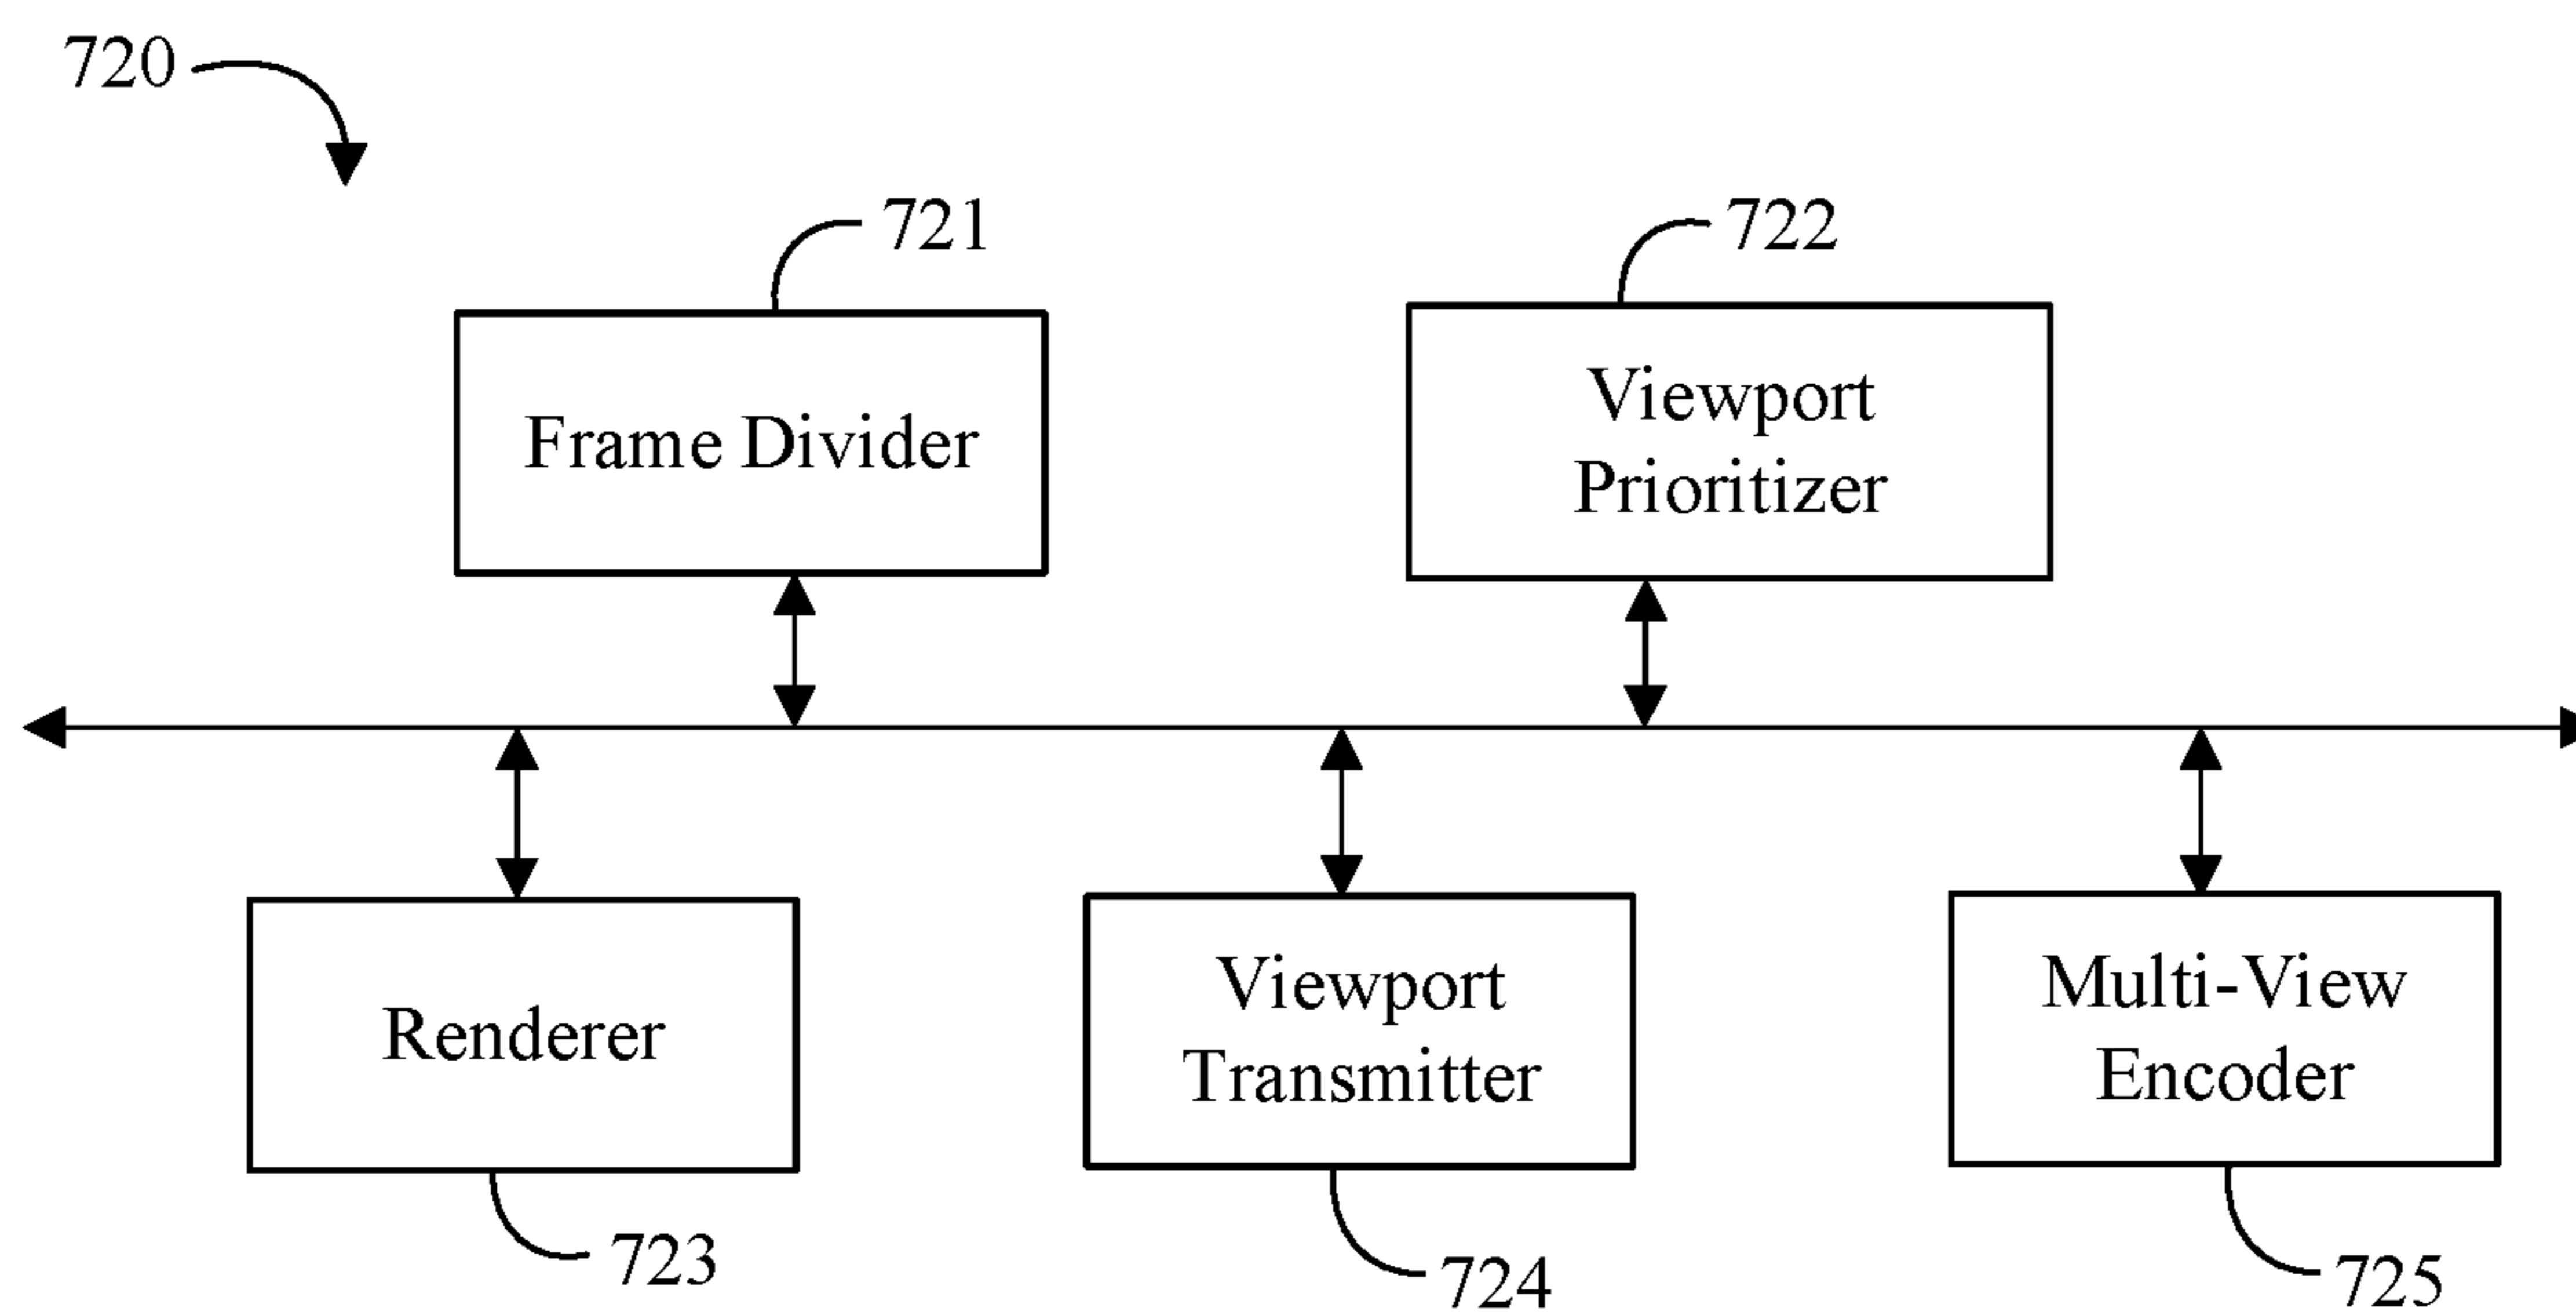 720
721
722
Frame Divider
Viewport
Prioritizer
Renderer
Viewport
Transmitter
Multi-View
Encoder
723
724
725